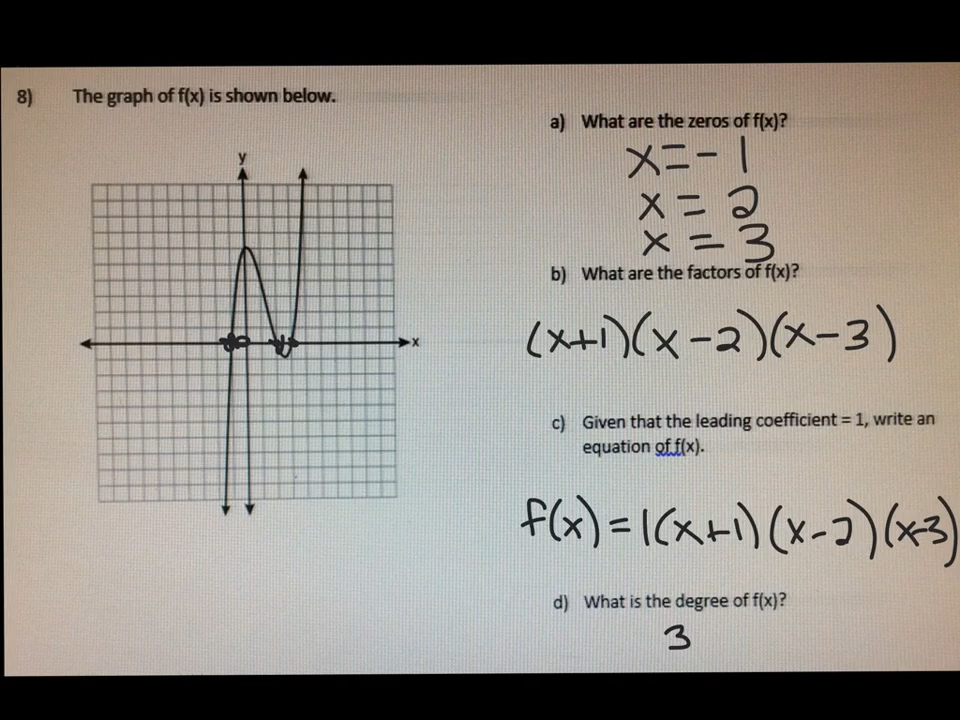 8) The graph of f(x) is shown below.
y
x
a) What are the zeros of f(x)?
x = -1
x = 2
x = 3
b) What are the factors of f(x)?
(x+1)(x-2)(x-3)
c) Given that the leading coefficient = 1, write an
equation of f(x).
f(x) = 1(x+1)(x-2)(x-3)
d) What is the degree of f(x)?
3